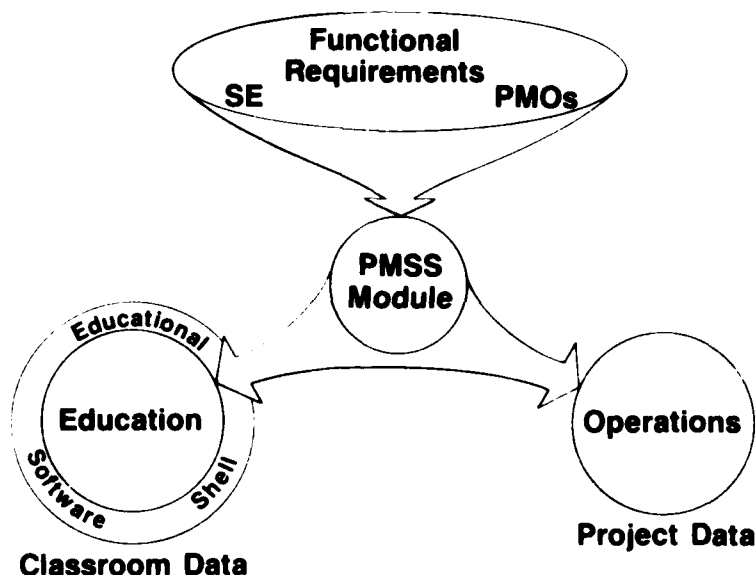 Functional
Requirements
SE PMOs
PMSS
Module
Educational
Software Shell
Education
Operations
Classroom Data
Project Data